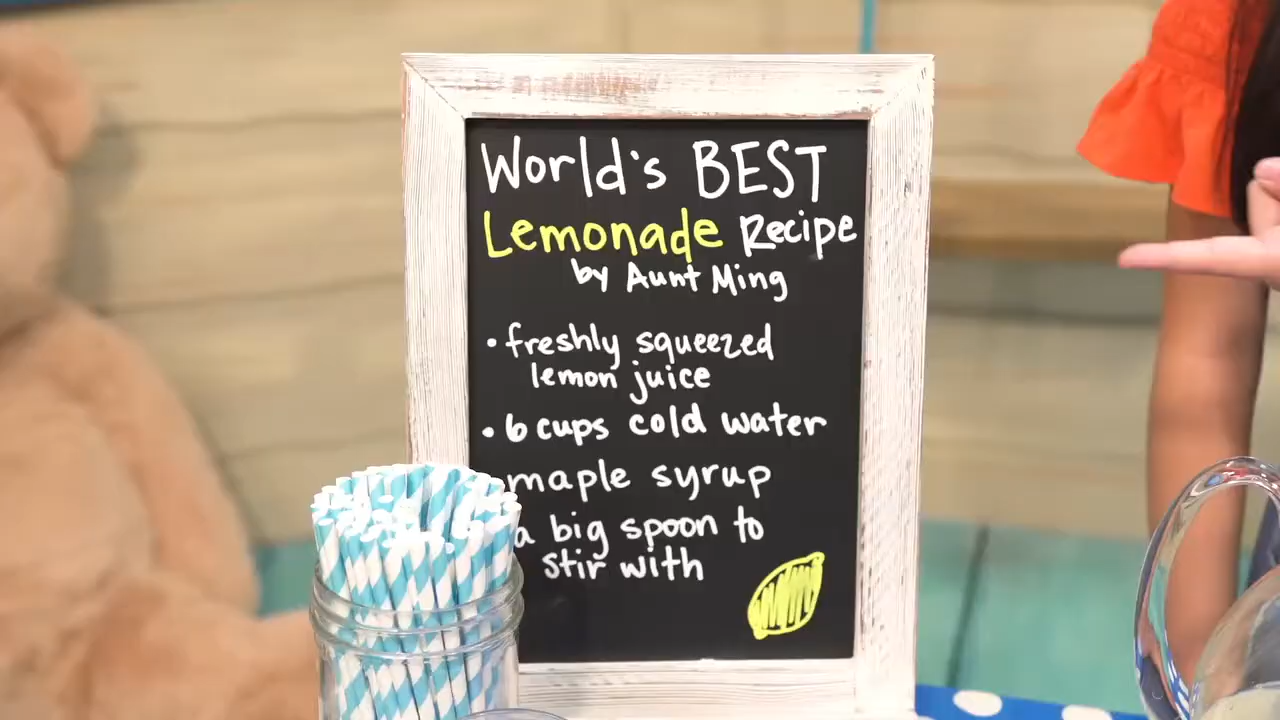 World's BEST
Lemonade Recipe
by Aunt Ming
• freshly squeezed
lemon juice
• 6 cups cold water
maple syrup
a big spoon to
stir with